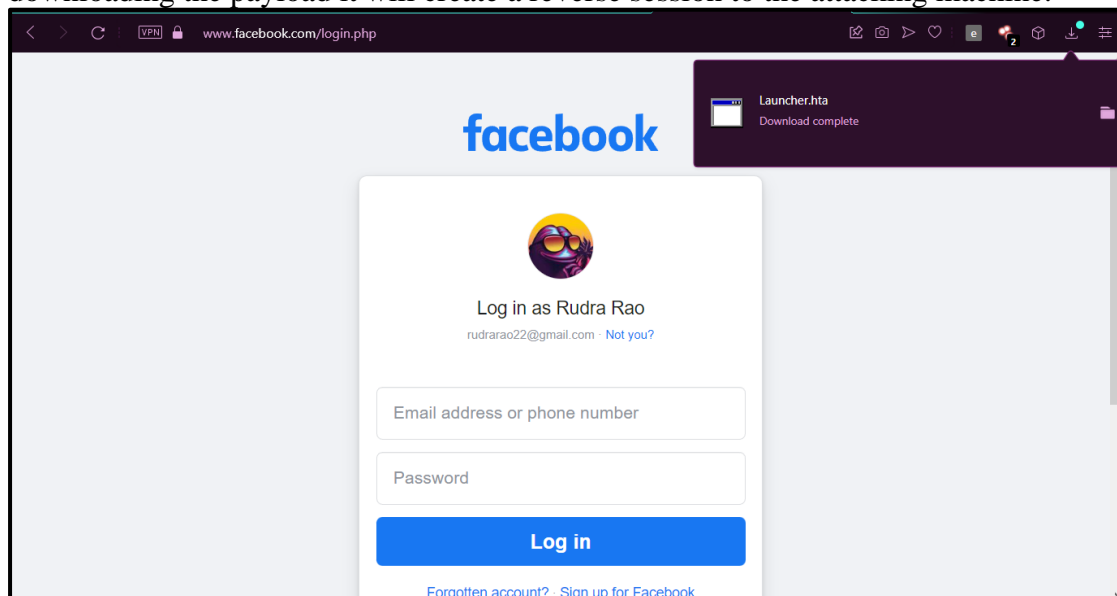 downloading the payload it will create a reverse session to the attacking machine.
VPN
www.facebook.com/login.php
e
2
Launcher.hta
Download complete
facebook
Log in as Rudra Rao
rudrarao22@gmail.com · Not you?
Email address or phone number
Password
Log in
Forgotten account? · Sign up for Facebook